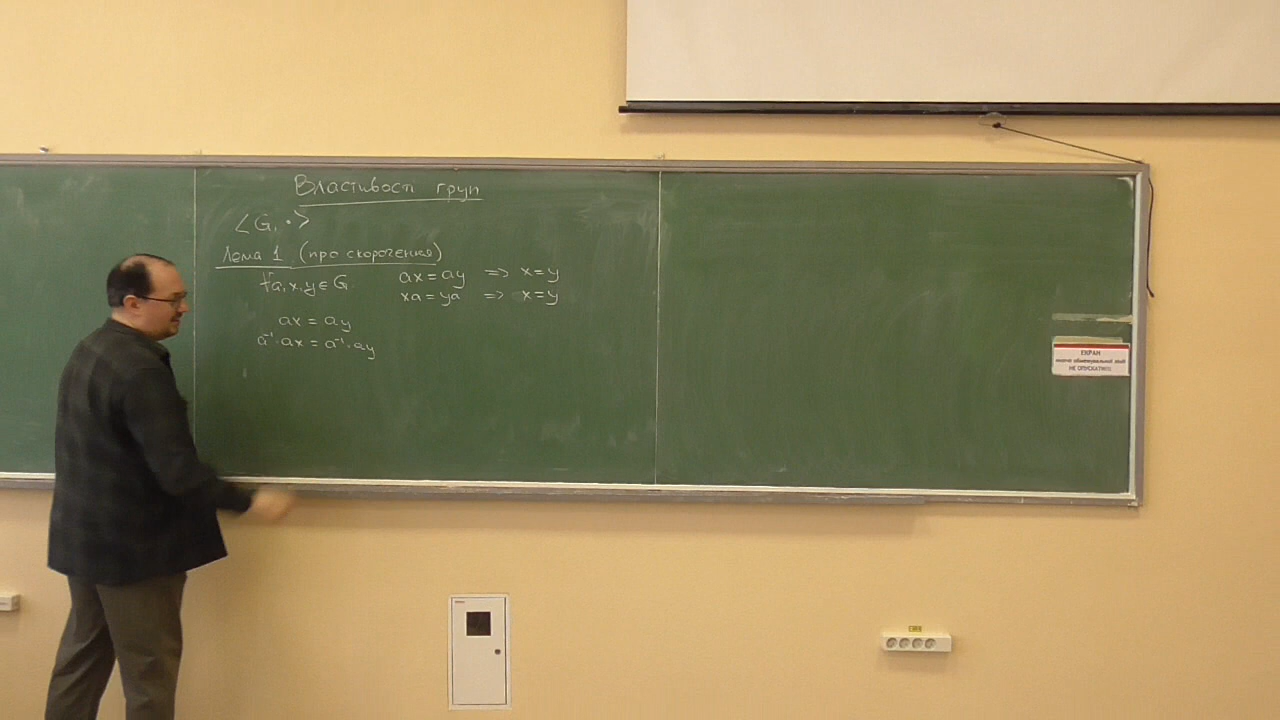 Властивості груп
⟨G, ·⟩
Лема 1 (про скорочення)
∀a,x,y∈G ax = ay => x=y
xa = ya => x=y
ax = ay
a⁻¹·ax = a⁻¹·ay
ЕКРАН
НЕ ОПУСКАТИ!!!